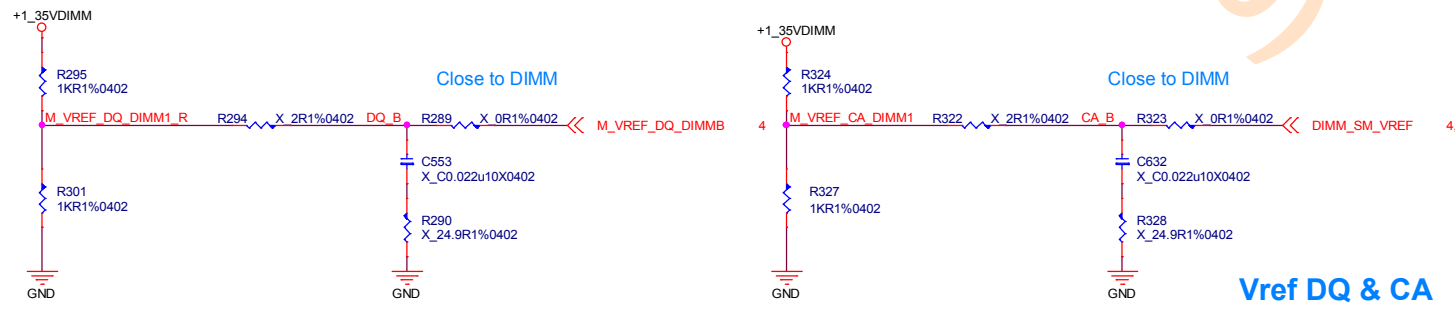 +1_35VDIMM
R295
1KR1%0402
Close to DIMM
M_VREF_DQ_DIMM1_R
R294
X_2R1%0402
DQ_B
R289
X_0R1%0402
M_VREF_DQ_DIMMB
4
C553
X_C0.022u10X0402
R301
1KR1%0402
R290
X_24.9R1%0402
GND
GND
+1_35VDIMM
R324
1KR1%0402
Close to DIMM
M_VREF_CA_DIMM1
R322
X_2R1%0402
CA_B
R323
X_0R1%0402
DIMM_SM_VREF
4,
C632
X_C0.022u10X0402
R327
1KR1%0402
R328
X_24.9R1%0402
GND
GND
Vref DQ & CA